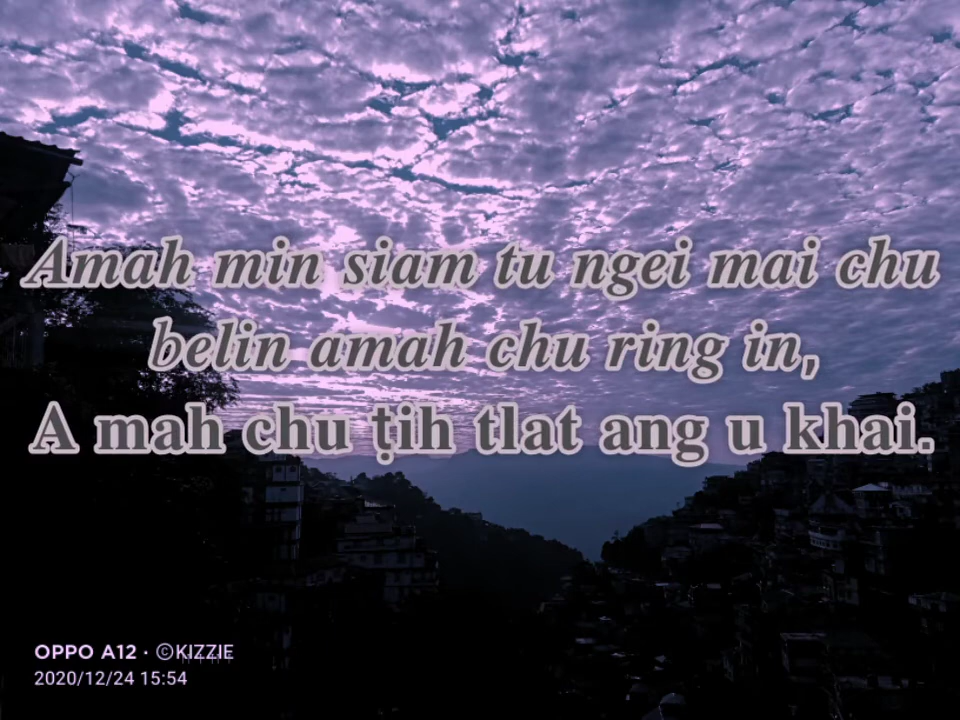 Amah min siam tu ngei mai chu
belin amah chu ring in,
A mah chu ṭih tlat ang u khai.
OPPO A12 · ©KIZZIE
2020/12/24 15:54